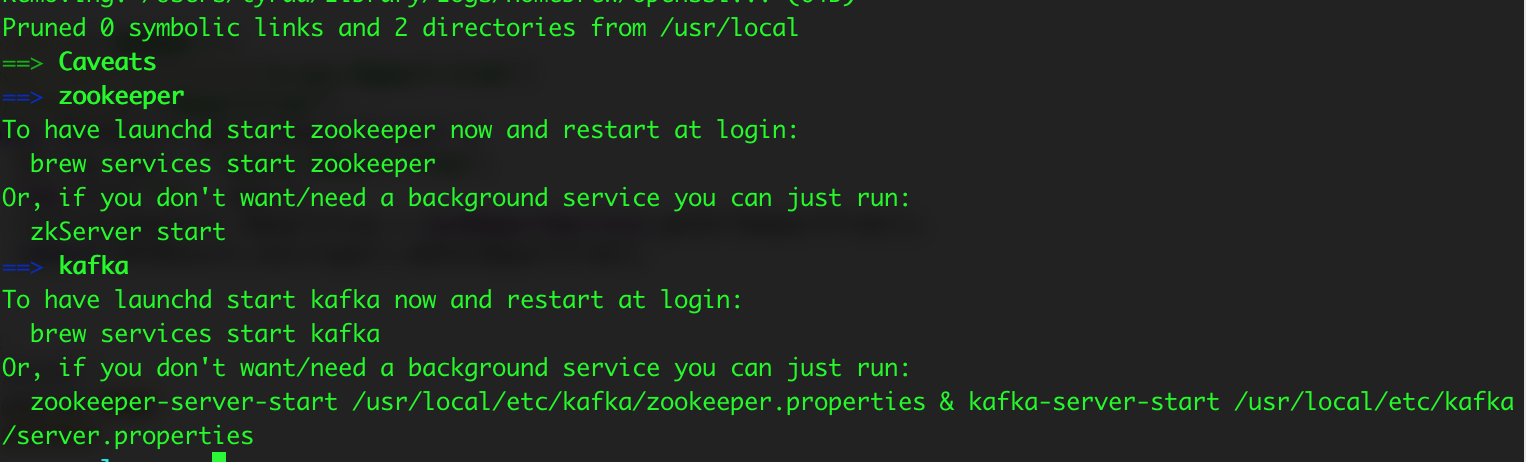 Pruned 0 symbolic links and 2 directories from /usr/local
==> Caveats
==> zookeeper
To have launchd start zookeeper now and restart at login:
  brew services start zookeeper
Or, if you don't want/need a background service you can just run:
  zkServer start
==> kafka
To have launchd start kafka now and restart at login:
  brew services start kafka
Or, if you don't want/need a background service you can just run:
  zookeeper-server-start /usr/local/etc/kafka/zookeeper.properties & kafka-server-start /usr/local/etc/kafka
/server.properties